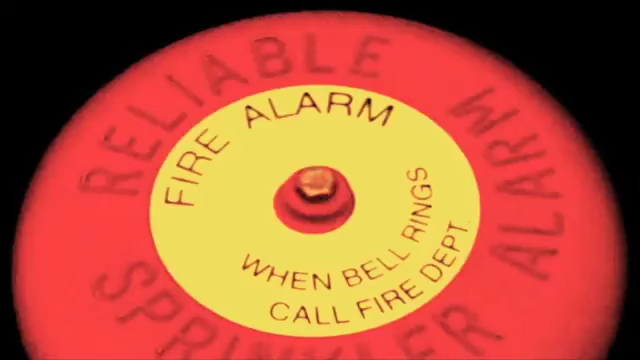 RELIABLE
FIRE ALARM
WHEN BELL RINGS
CALL FIRE DEPT.
SPRINKLER ALARM